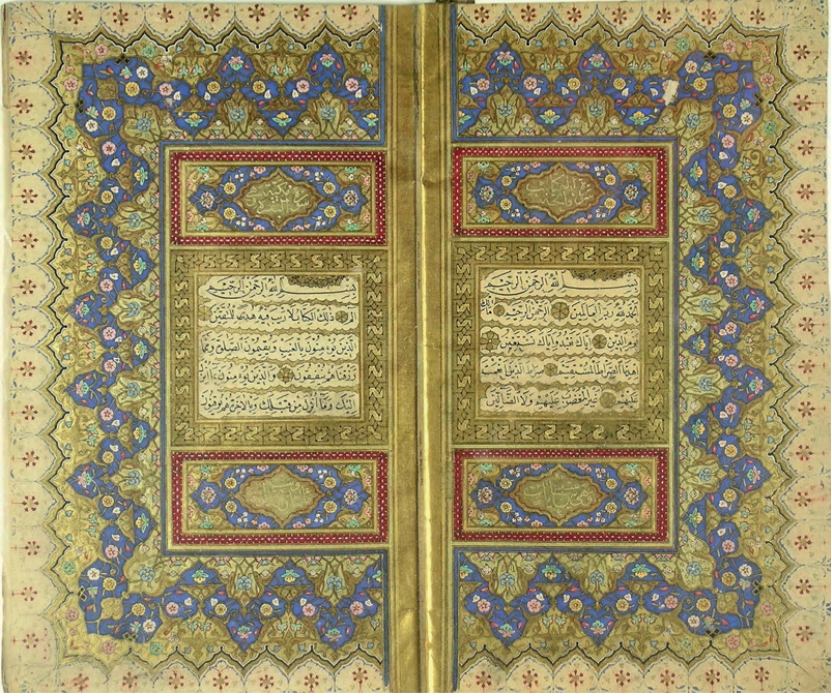 بسم الله الرحمن الرحيم
الحمد لله رب العالمين الرحمن الرحيم مالك
يوم الدين اياك نعبد واياك نستعين
اهدنا الصراط المستقيم صراط الذين انعمت
عليهم غير المغضوب عليهم ولا الضالين
بسم الله الرحمن الرحيم
الم ذلك الكتاب لا ريب فيه هدى للمتقين
الذين يؤمنون بالغيب ويقيمون الصلوة ومما
رزقناهم ينفقون والذين يؤمنون بما انزل
اليك وما انزل من قبلك وبالاخرة هم يوقنون